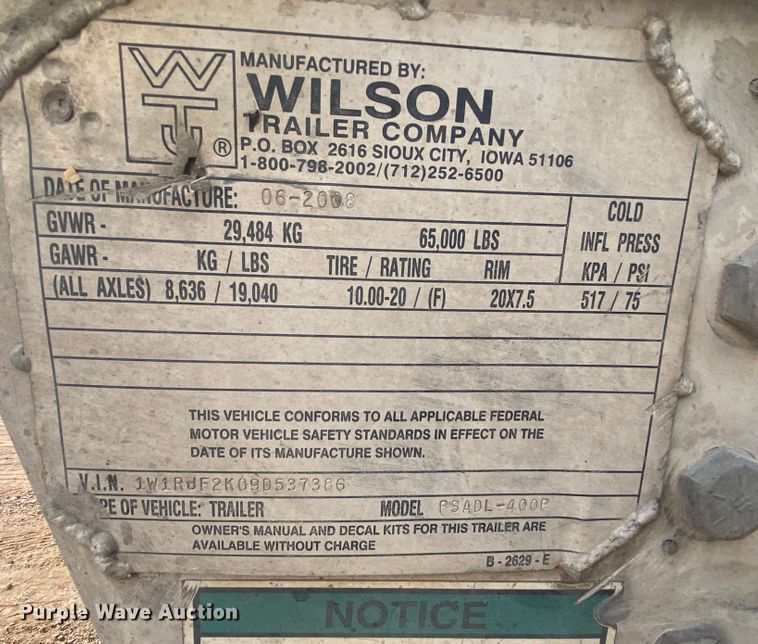 WTJ ®
MANUFACTURED BY:
WILSON
TRAILER COMPANY
P.O. BOX 2616 SIOUX CITY, IOWA 51106
1-800-798-2002/(712)252-6500
DATE OF MANUFACTURE: 06-2008
GVWR - 29,484 KG 65,000 LBS
COLD
INFL PRESS
KPA / PSI
GAWR - KG / LBS TIRE / RATING RIM
(ALL AXLES) 8,636 / 19,040 10.00-20 / (F) 20X7.5 517 / 75
THIS VEHICLE CONFORMS TO ALL APPLICABLE FEDERAL
MOTOR VEHICLE SAFETY STANDARDS IN EFFECT ON THE
DATE OF ITS MANUFACTURE SHOWN.
V.I.N. 1W1RJF2K09D537386
PE OF VEHICLE: TRAILER MODEL PSADL-400P
OWNER'S MANUAL AND DECAL KITS FOR THIS TRAILER ARE
AVAILABLE WITHOUT CHARGE
B - 2629 - E
NOTICE
Purple Wave Auction